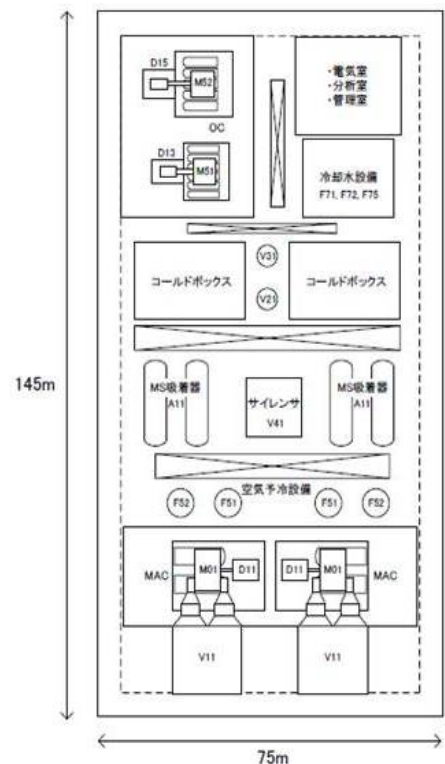 D15
M52
OC
D13
M51
・電気室
・分析室
・管理室
冷却水設備
F71, F72, F75
コールドボックス
V31
V21
コールドボックス
145m
MS吸着器
A11
サイレンサ
V41
MS吸着器
A11
空気予冷設備
F52
F51
F51
F52
MAC
M01
D11
D11
M01
MAC
V11
V11
75m